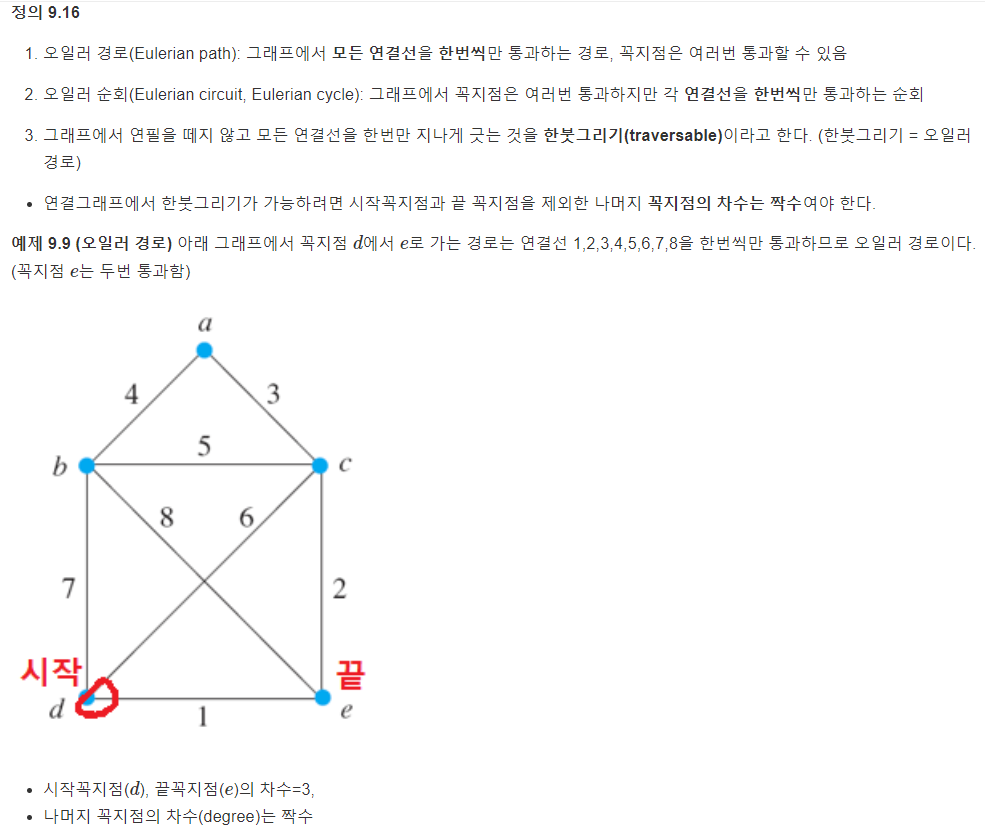 정의 9.16
1. 오일러 경로(Eulerian path): 그래프에서 모든 연결선을 한번씩만 통과하는 경로, 꼭지점은 여러번 통과할 수 있음
2. 오일러 순회(Eulerian circuit, Eulerian cycle): 그래프에서 꼭지점은 여러번 통과하지만 각 연결선을 한번씩만 통과하는 순회
3. 그래프에서 연필을 떼지 않고 모든 연결선을 한번만 지나게 긋는 것을 한붓그리기(traversable)이라고 한다. (한붓그리기 = 오일러
경로)
• 연결그래프에서 한붓그리기가 가능하려면 시작꼭지점과 끝 꼭지점을 제외한 나머지 꼭지점의 차수는 짝수여야 한다.
예제 9.9 (오일러 경로) 아래 그래프에서 꼭지점 d에서 e로 가는 경로는 연결선 1,2,3,4,5,6,7,8을 한번씩만 통과하므로 오일러 경로이다.
(꼭지점 e는 두번 통과함)
a
4
3
5
b
c
8
6
7
2
시작
끝
d
1
e
• 시작꼭지점(d), 끝꼭지점(e)의 차수=3,
• 나머지 꼭지점의 차수(degree)는 짝수